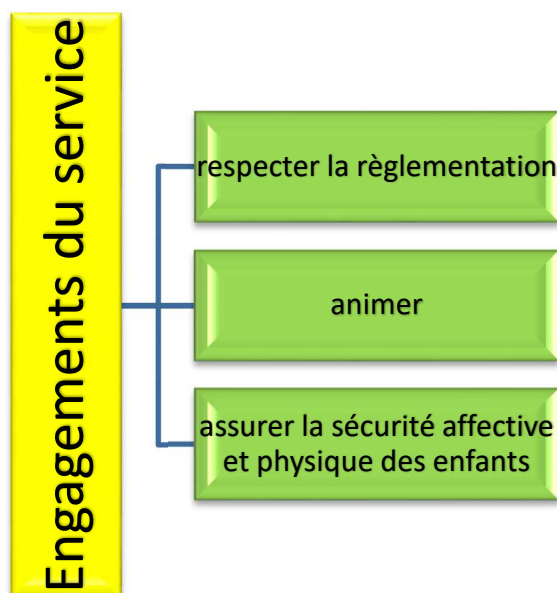 Engagements du service
respecter la règlementation
animer
assurer la sécurité affective
et physique des enfants